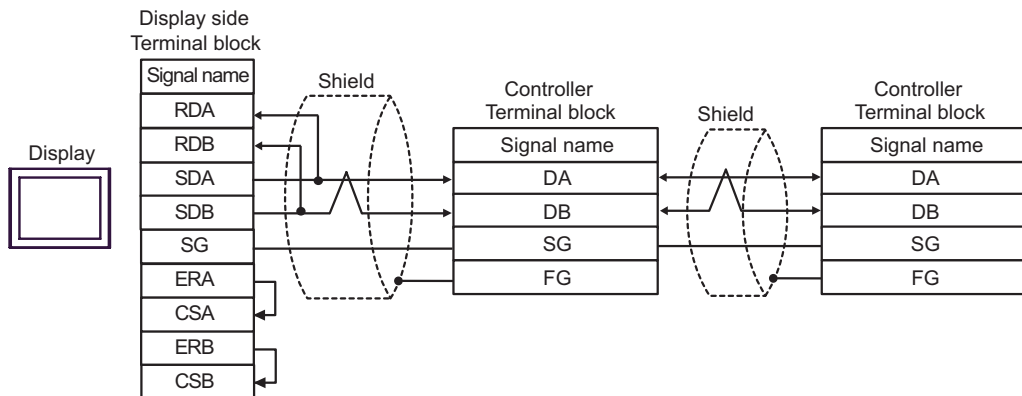 Display
Display side
Terminal block
Signal name
RDA
RDB
SDA
SDB
SG
ERA
CSA
ERB
CSB
Shield
Controller
Terminal block
Signal name
DA
DB
SG
FG
Shield
Controller
Terminal block
Signal name
DA
DB
SG
FG